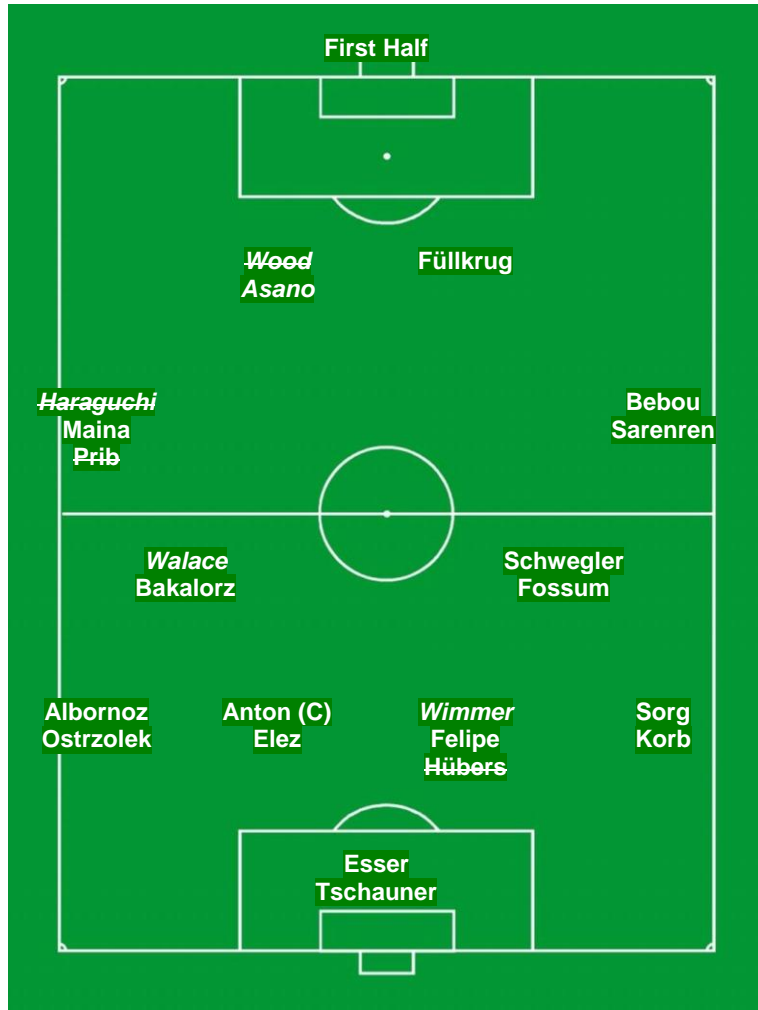 First Half
Wood Füllkrug
Asano
Haraguchi Bebou
Maina Sarenren
Prib
Walace Schwegler
Bakalorz Fossum
Albornoz Anton (C) Wimmer Sorg
Ostrzolek Elez Felipe Korb
Hübers
Esser
Tschauner